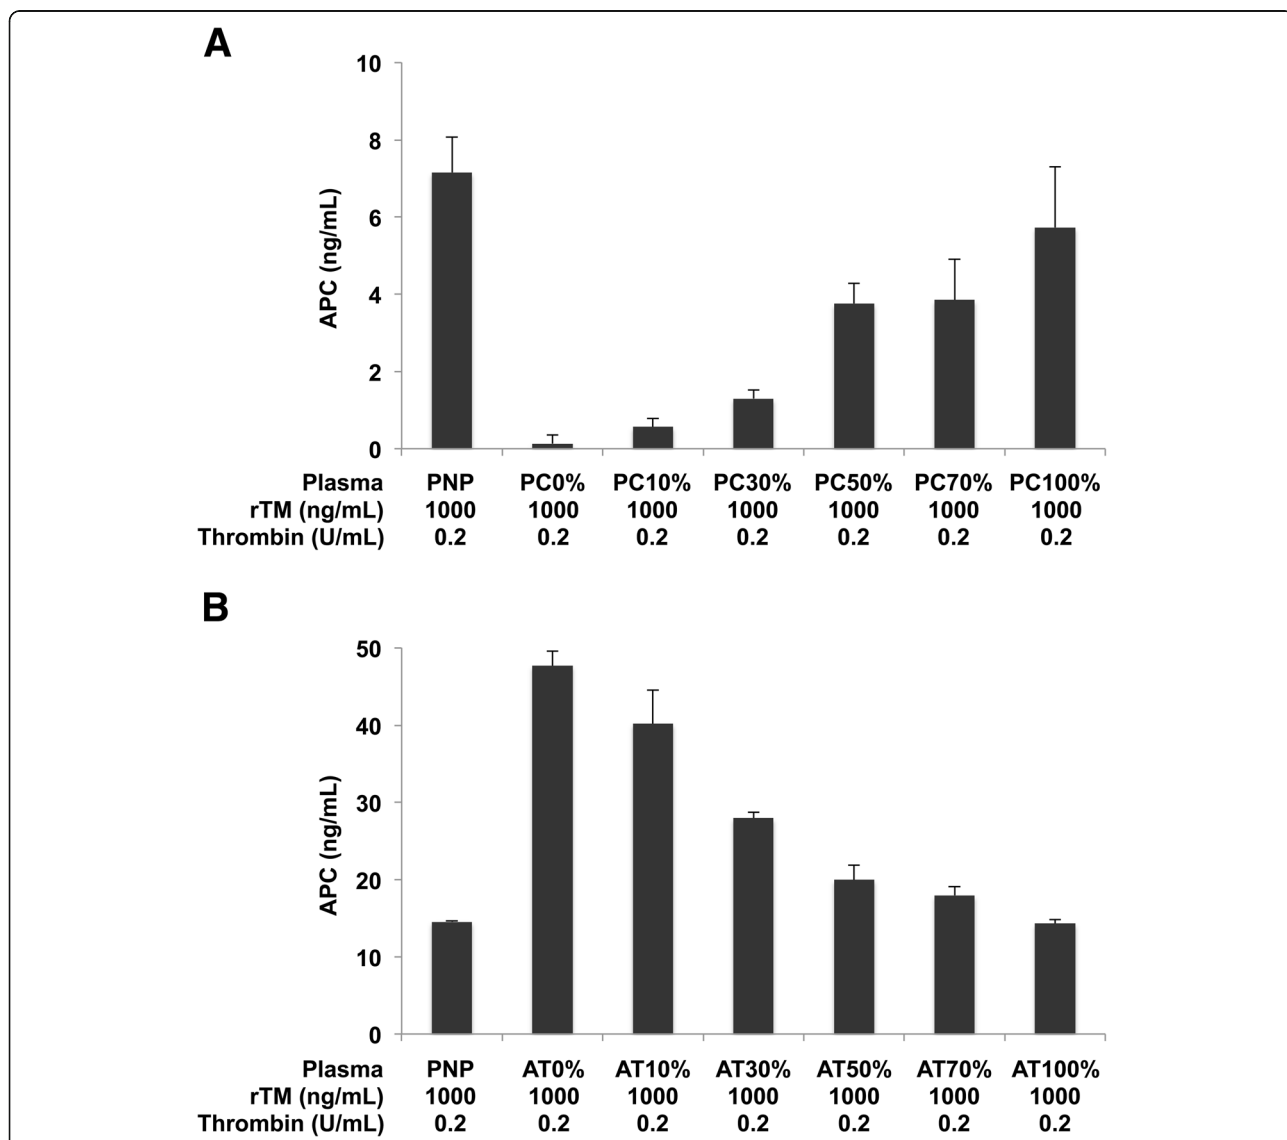 A
10
8
6
4
2
0
APC (ng/mL)
Plasma PNP PC0% PC10% PC30% PC50% PC70% PC100%
rTM (ng/mL) 1000 1000 1000 1000 1000 1000 1000
Thrombin (U/mL) 0.2 0.2 0.2 0.2 0.2 0.2 0.2
B
50
40
30
20
10
0
APC (ng/mL)
Plasma PNP AT0% AT10% AT30% AT50% AT70% AT100%
rTM (ng/mL) 1000 1000 1000 1000 1000 1000 1000
Thrombin (U/mL) 0.2 0.2 0.2 0.2 0.2 0.2 0.2